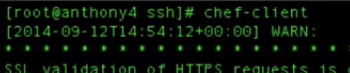 [root@anthony4 ssh]# chef-client
[2014-09-12T14:54:12+00:00] WARN:
* * * * * * * * * * * * * * * * * *
SSL validation of HTTPS requests is